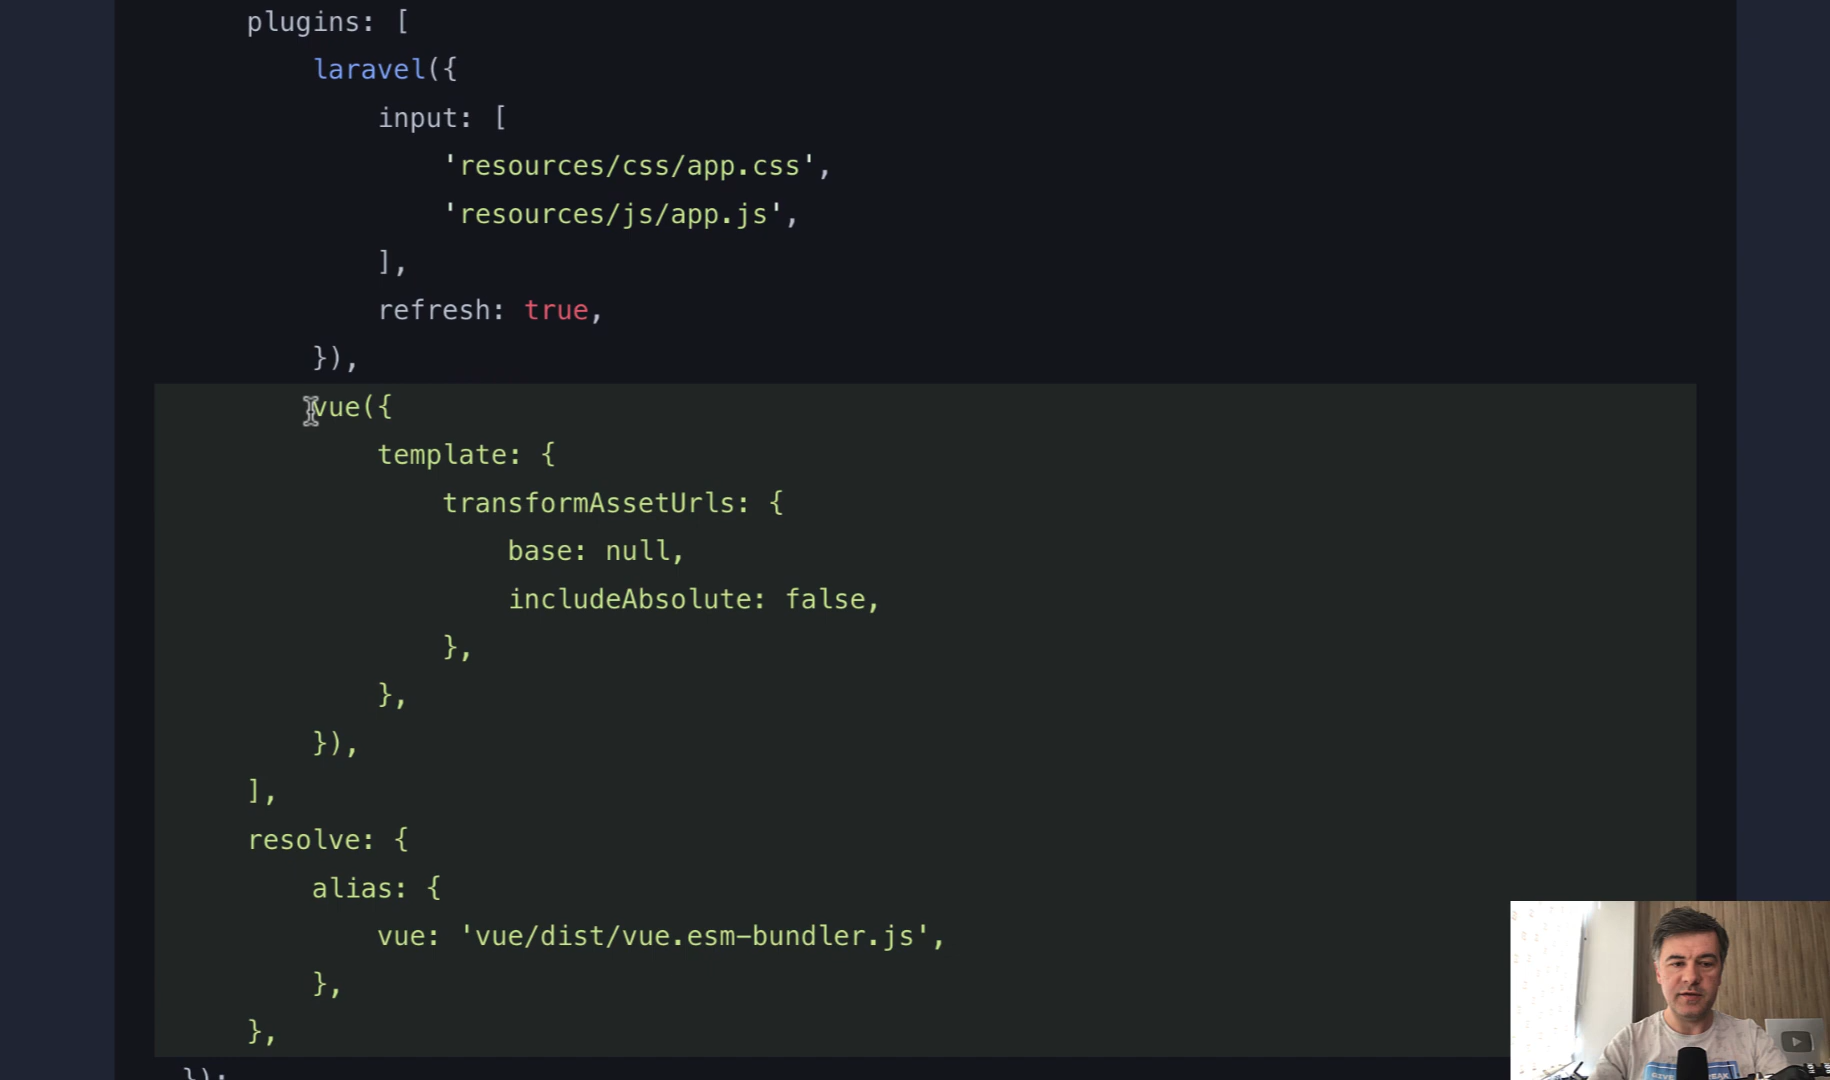 plugins: [
laravel({
input: [
'resources/css/app.css',
'resources/js/app.js',
],
refresh: true,
}),
vue({
template: {
transformAssetUrls: {
base: null,
includeAbsolute: false,
},
},
}),
],
resolve: {
alias: {
vue: 'vue/dist/vue.esm-bundler.js',
},
},
});